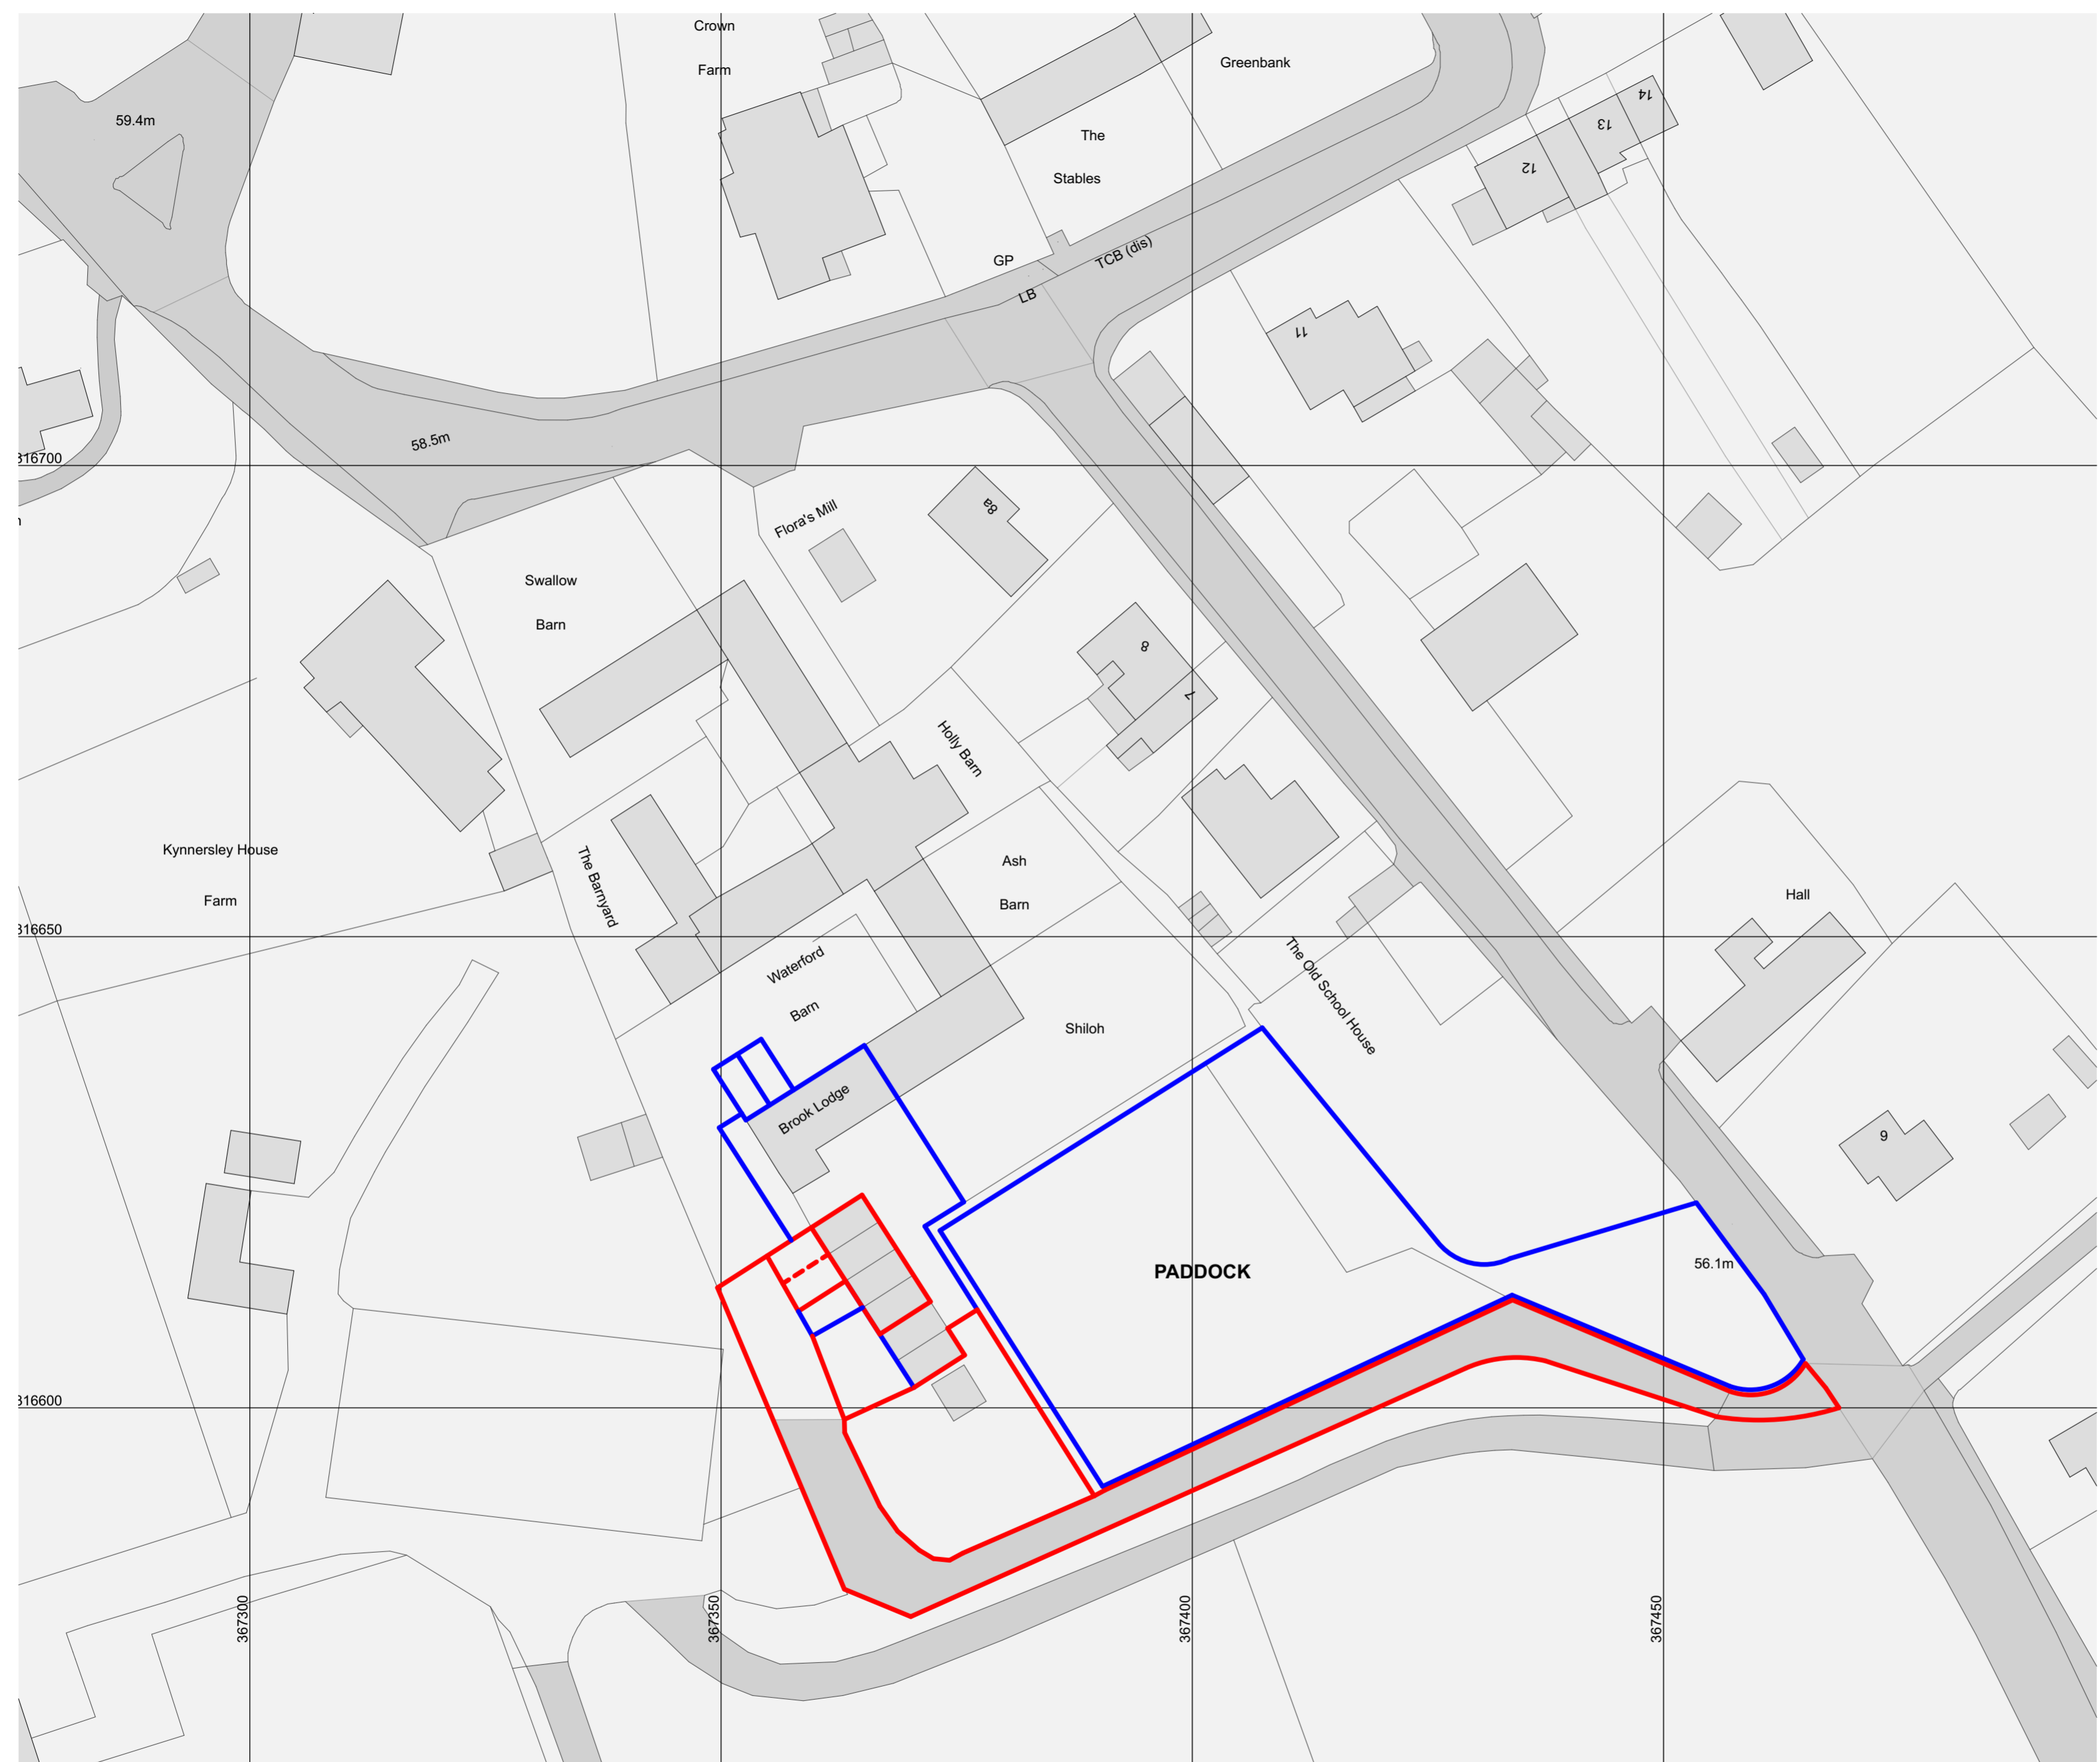 Crown
Farm
Greenbank
59.4m
14
13
12
The
Stables
TCB (dis)
GP
LB
11
58.5m
316700
Flora's Mill
8a
Swallow
Barn
8
7
Holly Barn
Kynnersley House
Farm
The Barnyard
Ash
Barn
Hall
316650
Waterford
Barn
The Old School House
Shiloh
Brook Lodge
9
PADDOCK
56.1m
316600
367300
367350
367400
367450